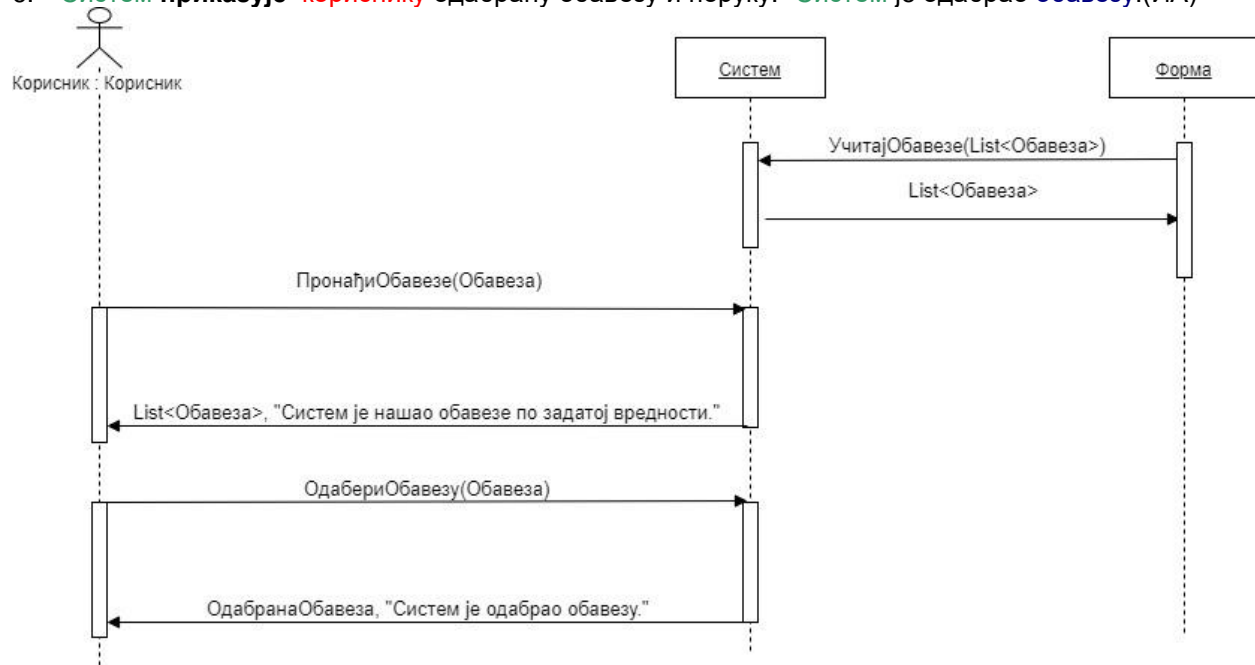 Систем приказује кориснику одабрану обавезу и поруку: "Систем је одабрао обавезу.(ИА)
Корисник : Корисник
Систем
Форма
УчитајОбавезе(List<Обавеза>)
List<Обавеза>
ПронађиОбавезе(Обавеза)
List<Обавеза>, "Систем је нашао обавезе по задатој вредности."
ОдабериОбавезу(Обавеза)
ОдабранаОбавеза, "Систем је одабрао обавезу."